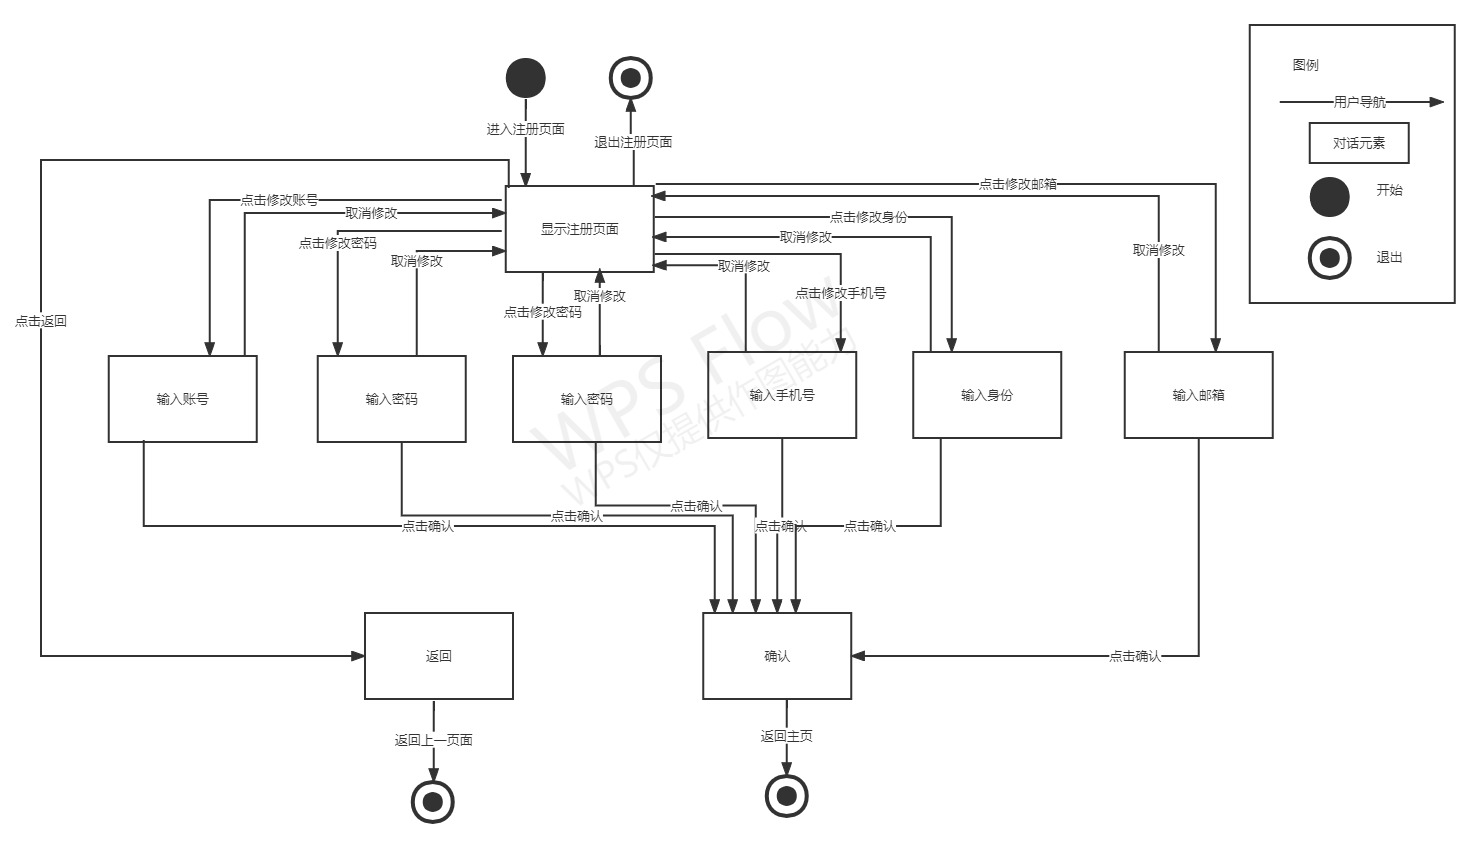 图例
用户导航
对话元素
开始
退出
进入注册页面
退出注册页面
点击修改账号
取消修改
点击修改密码
取消修改
显示注册页面
点击修改邮箱
点击修改身份
取消修改
取消修改
点击修改手机号
取消修改
点击返回
点击修改密码
取消修改
输入账号
输入密码
输入密码
输入手机号
输入身份
输入邮箱
WPS Flow
WPS仅提供作图能力
点击确认
点击确认
点击确认
点击确认
点击确认
点击确认
返回
确认
返回上一页面
返回主页